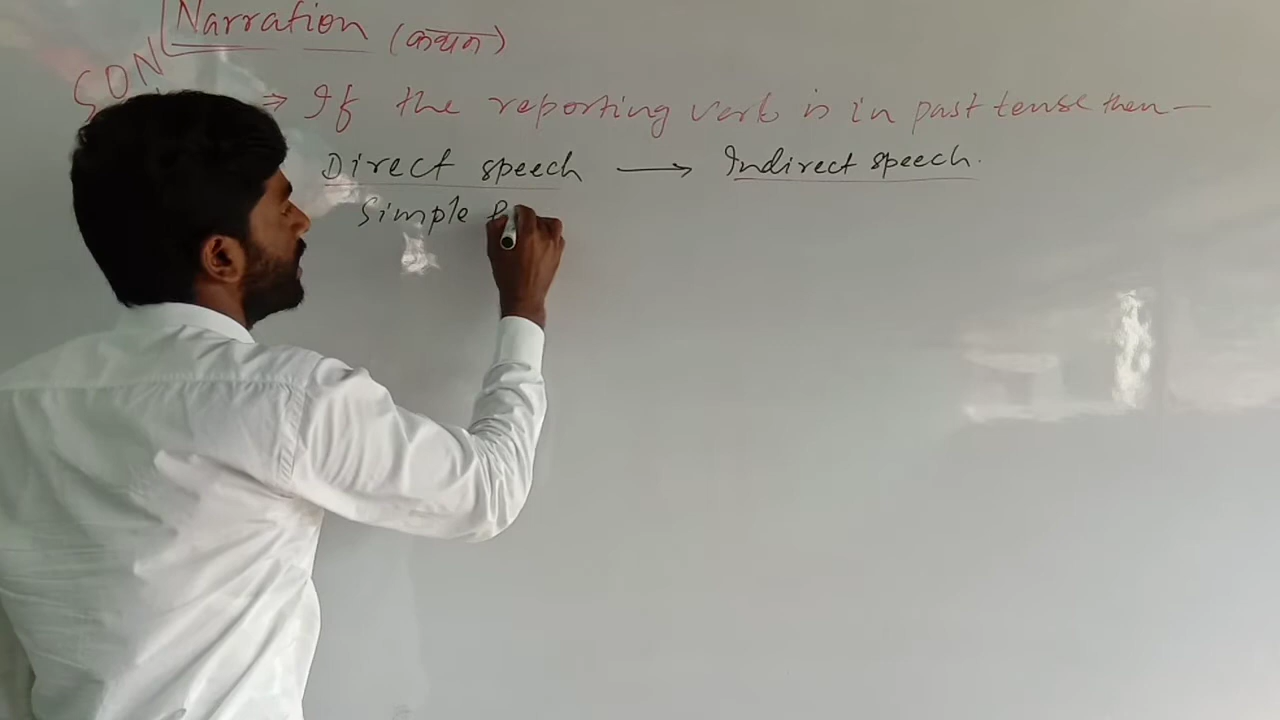 Narration (कथन)
SON
⇒ If the reporting verb is in past tense then —
Direct speech → Indirect speech.
Simple P